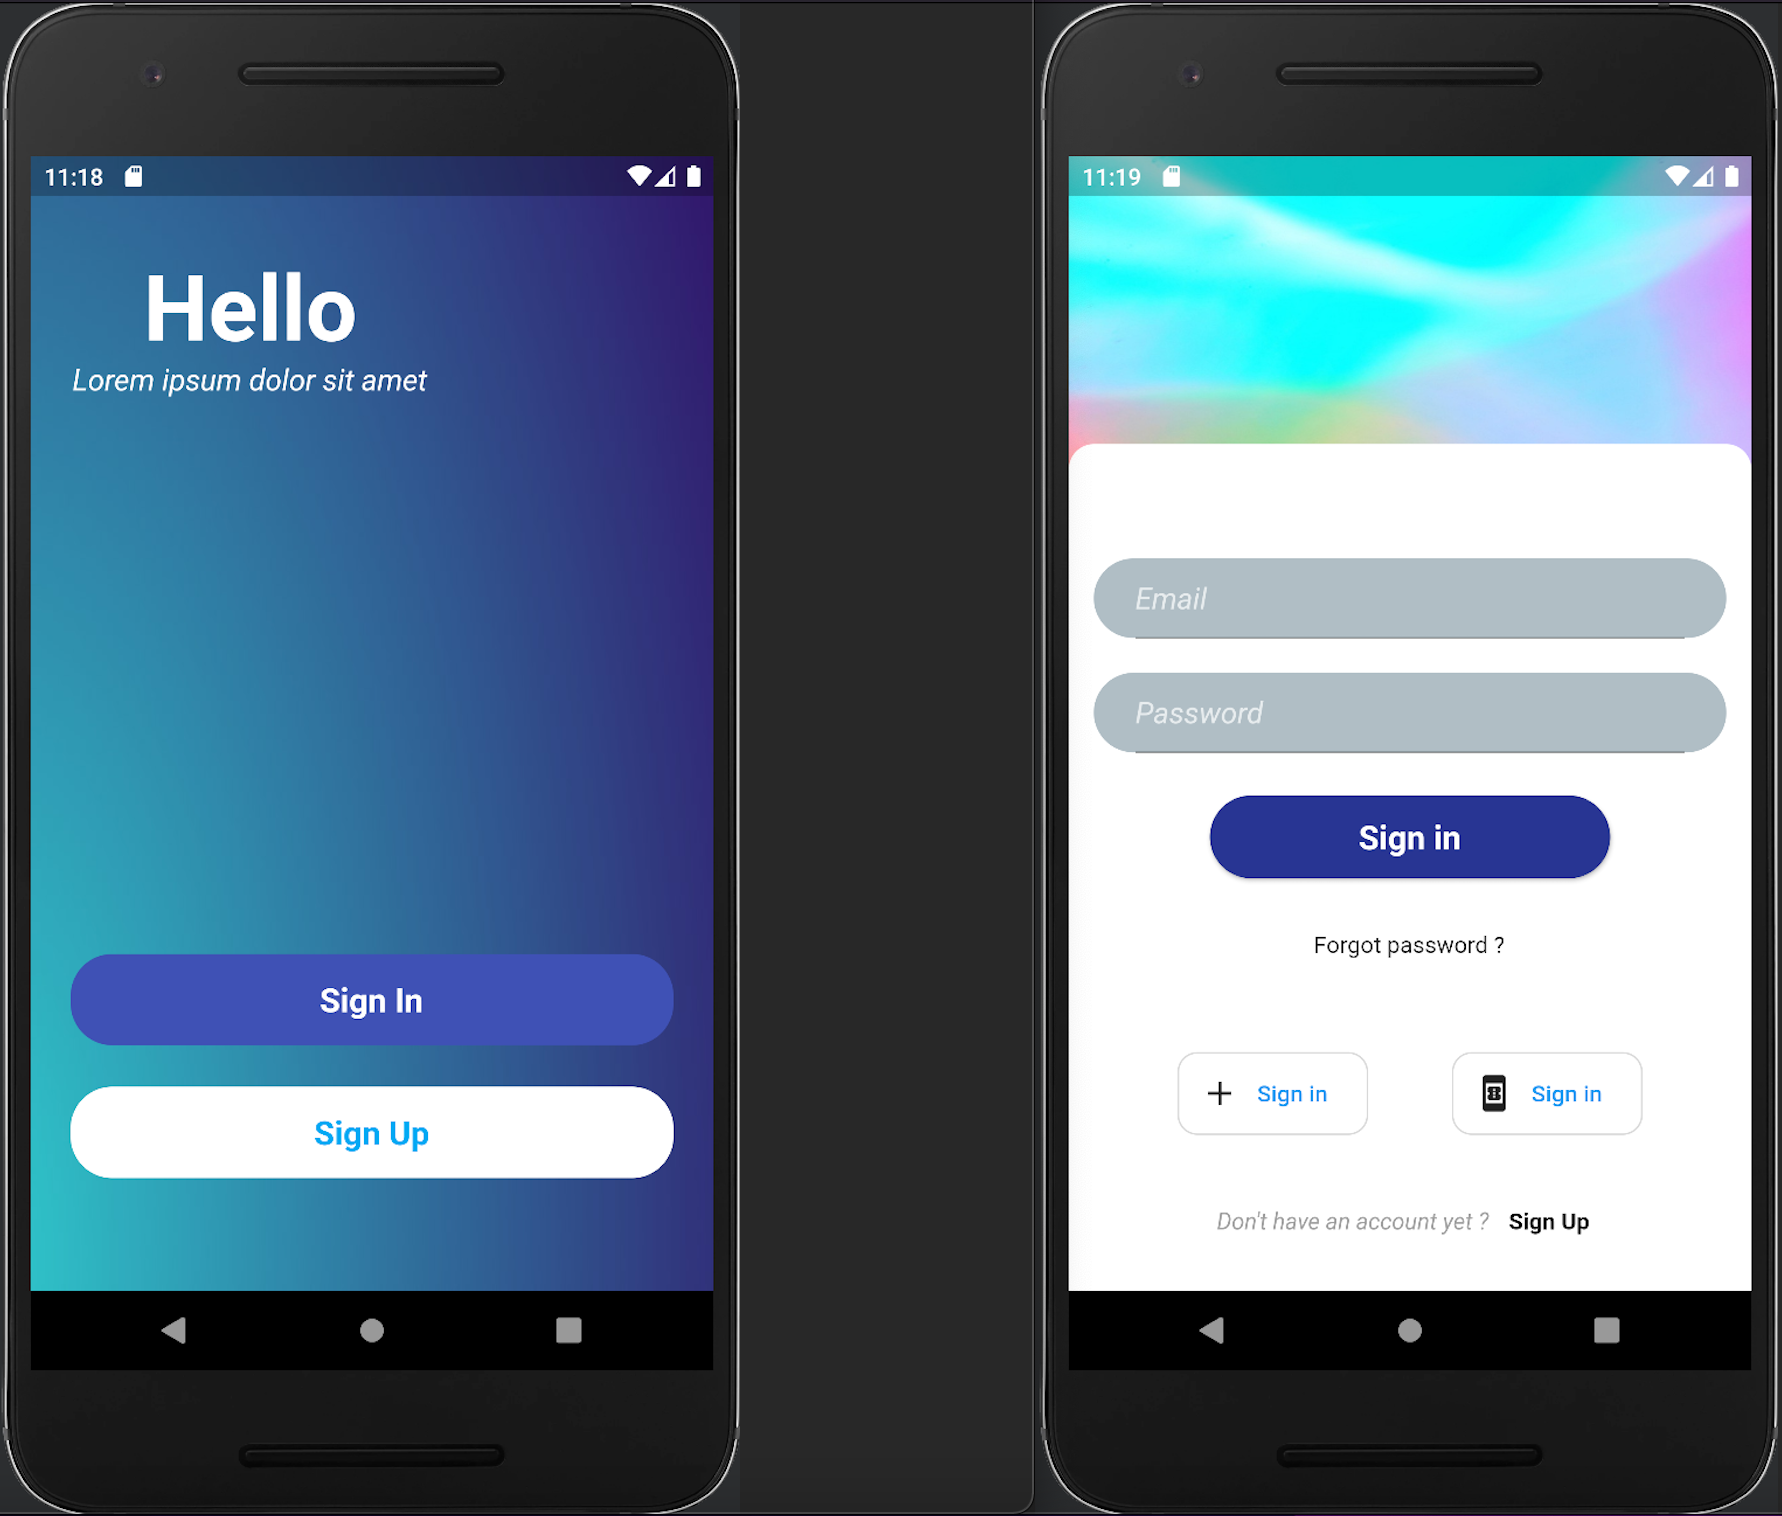 11:18
Hello
Lorem ipsum dolor sit amet
Sign In
Sign Up
11:19
Email
Password
Sign in
Forgot password ?
Sign in
Sign in
Don't have an account yet ? Sign Up